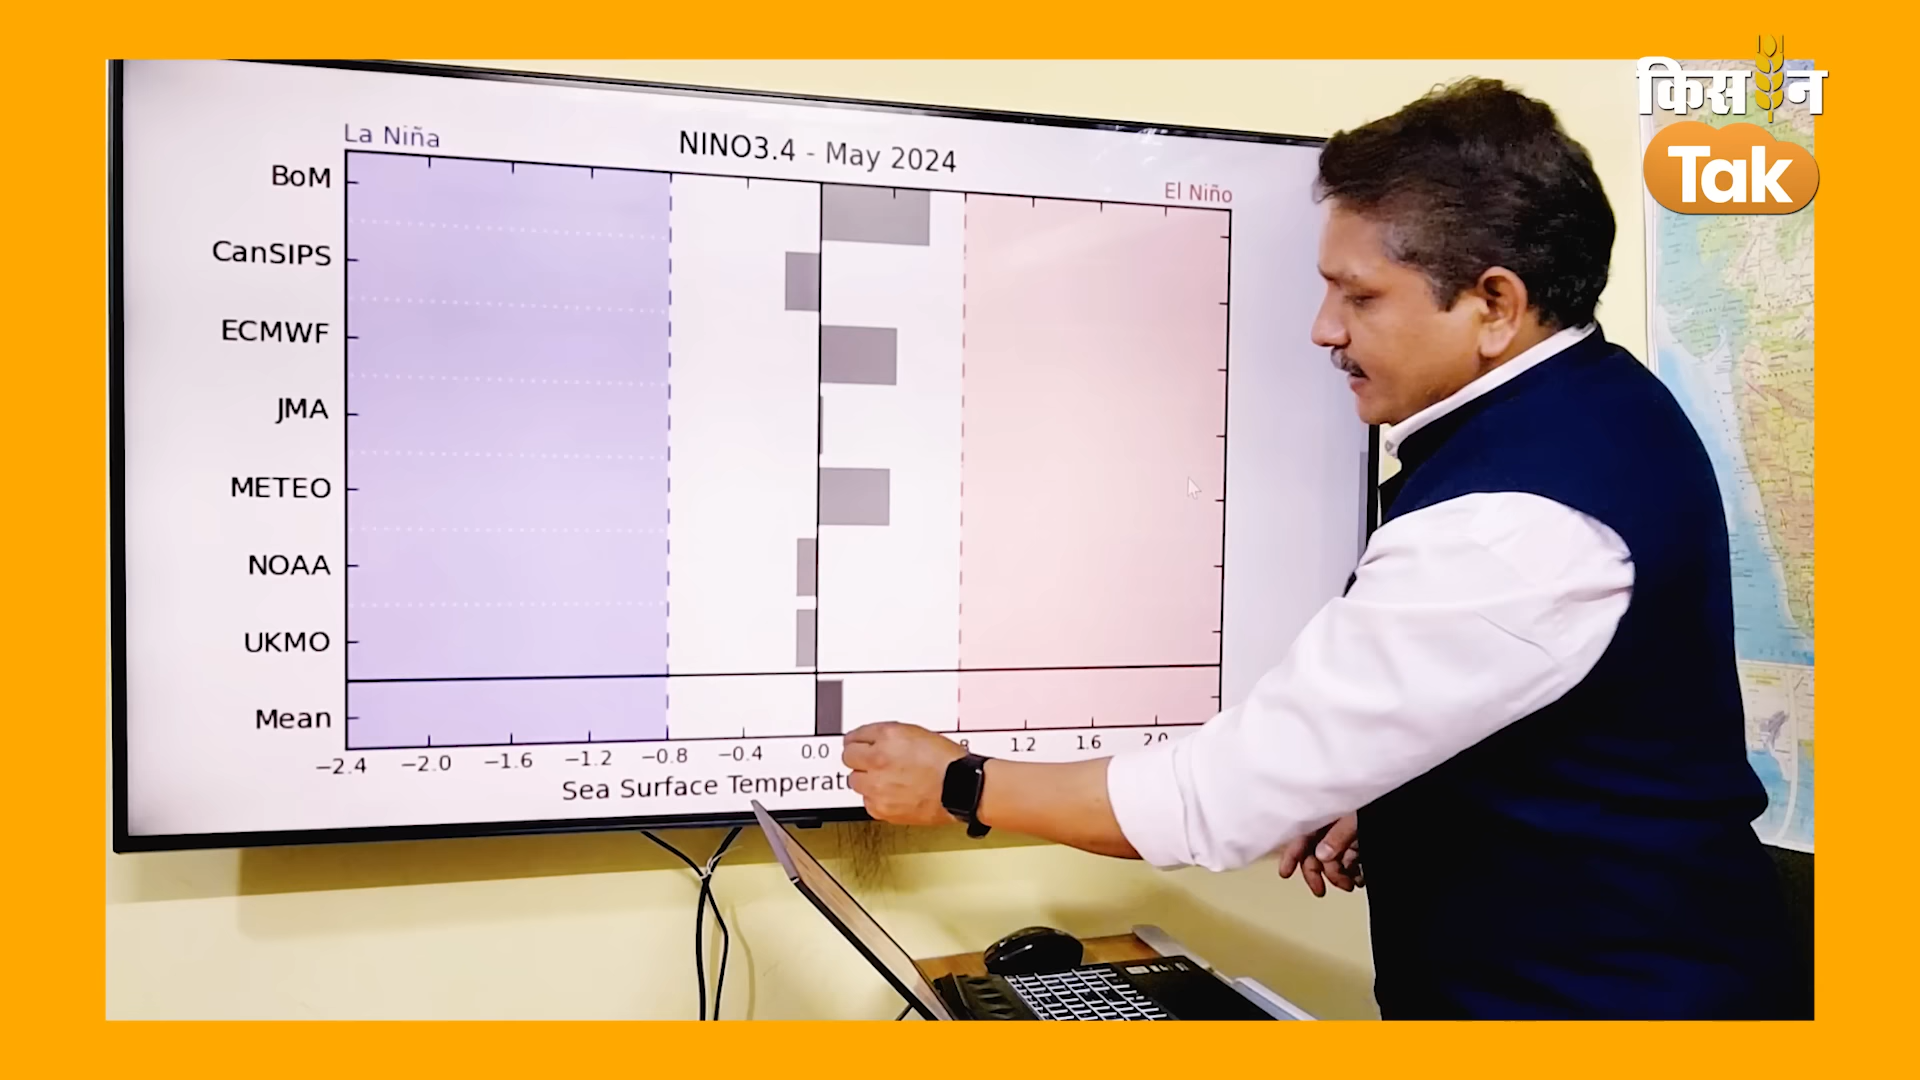 किसान
Tak
La Niña
NINO3.4 - May 2024
El Niño
BoM
CanSIPS
ECMWF
JMA
METEO
NOAA
UKMO
Mean
−2.4 −2.0 −1.6 −1.2 −0.8 −0.4 0.0 1.2 1.6
Sea Surface